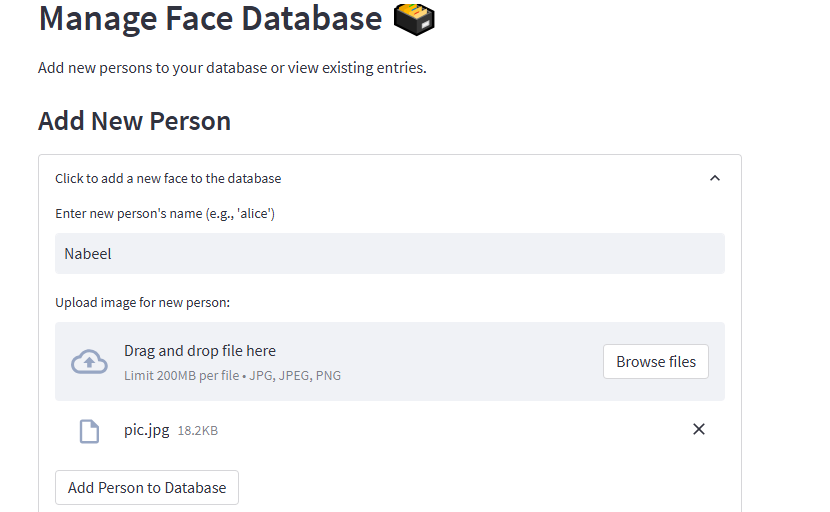 Manage Face Database 🗃️
Add new persons to your database or view existing entries.
Add New Person
Click to add a new face to the database
Enter new person's name (e.g., 'alice')
Nabeel
Upload image for new person:
Drag and drop file here
Limit 200MB per file • JPG, JPEG, PNG
Browse files
pic.jpg 18.2KB
Add Person to Database